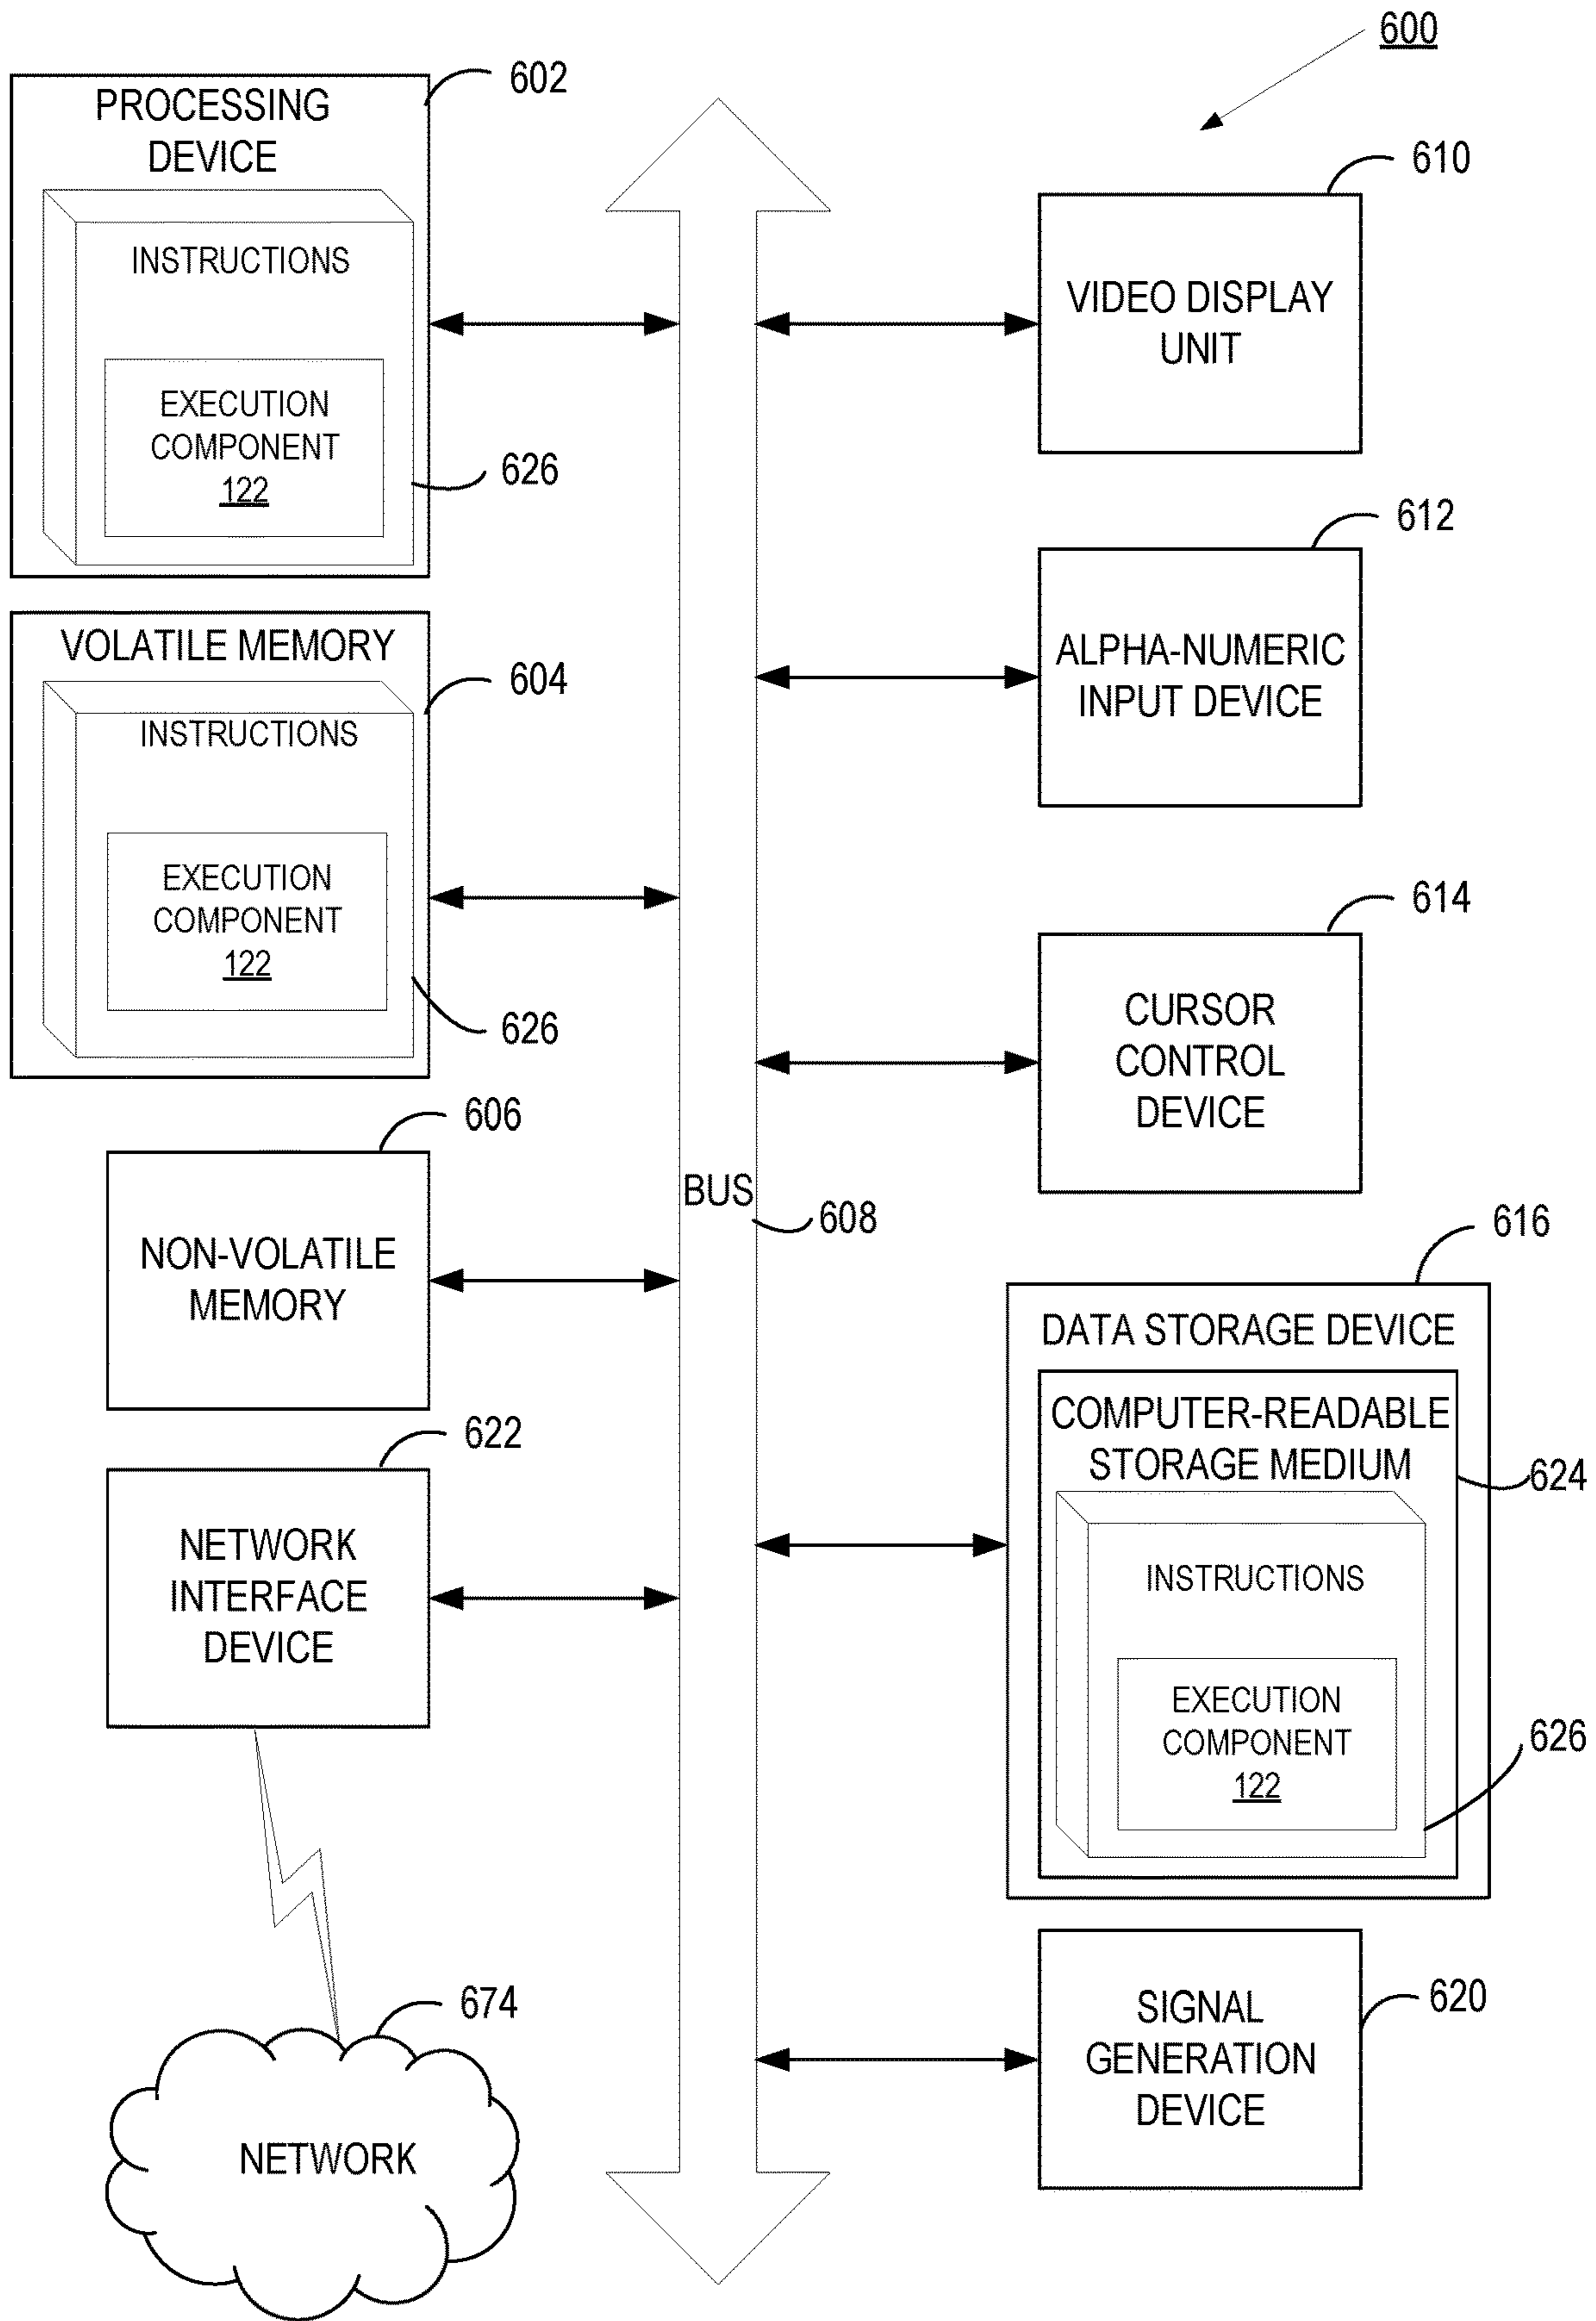 600
602
PROCESSING
DEVICE
INSTRUCTIONS
EXECUTION
COMPONENT
122
626
VOLATILE MEMORY
604
INSTRUCTIONS
EXECUTION
COMPONENT
122
626
606
NON-VOLATILE
MEMORY
622
NETWORK
INTERFACE
DEVICE
674
NETWORK
BUS
608
610
VIDEO DISPLAY
UNIT
612
ALPHA-NUMERIC
INPUT DEVICE
614
CURSOR
CONTROL
DEVICE
616
DATA STORAGE DEVICE
COMPUTER-READABLE
STORAGE MEDIUM
624
INSTRUCTIONS
EXECUTION
COMPONENT
122
626
SIGNAL
GENERATION
DEVICE
620